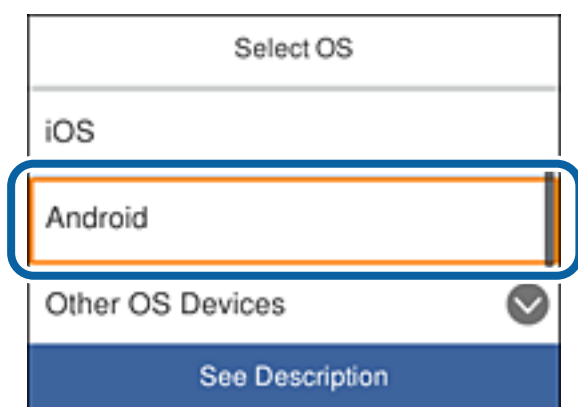 Select OS
iOS
Android
Other OS Devices
See Description